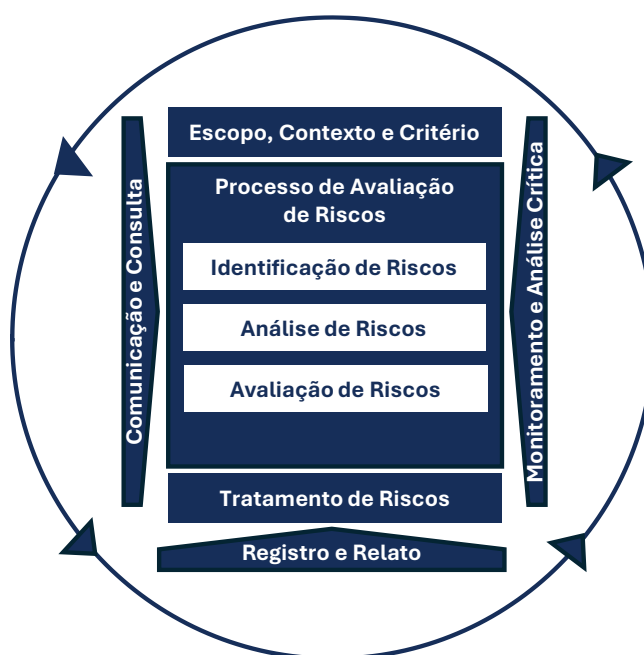 Escopo, Contexto e Critério
Processo de Avaliação
de Riscos
Identificação de Riscos
Análise de Riscos
Avaliação de Riscos
Comunicação e Consulta
Monitoramento e Análise Crítica
Tratamento de Riscos
Registro e Relato